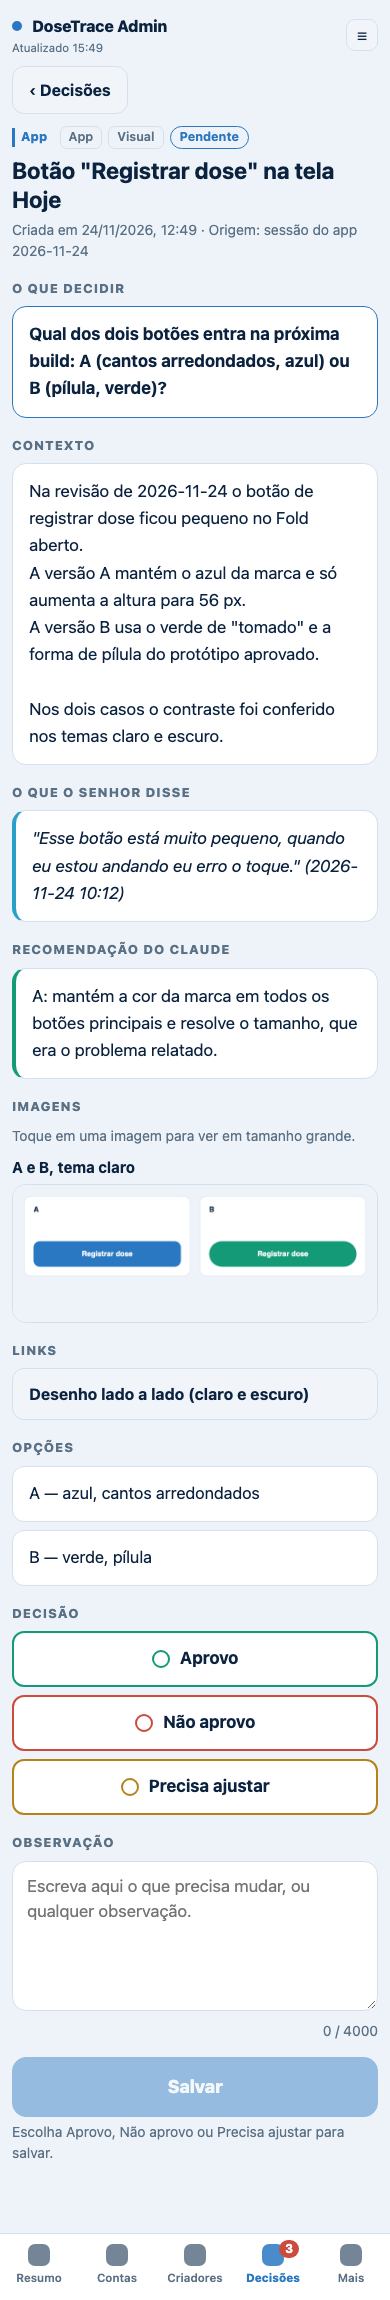 DoseTrace Admin
Atualizado 15:49
≡
‹ Decisões
App App Visual Pendente
Botão "Registrar dose" na tela
Hoje
Criada em 24/11/2026, 12:49 · Origem: sessão do app
2026-11-24
O QUE DECIDIR
Qual dos dois botões entra na próxima
build: A (cantos arredondados, azul) ou
B (pílula, verde)?
CONTEXTO
Na revisão de 2026-11-24 o botão de
registrar dose ficou pequeno no Fold
aberto.
A versão A mantém o azul da marca e só
aumenta a altura para 56 px.
A versão B usa o verde de "tomado" e a
forma de pílula do protótipo aprovado.
Nos dois casos o contraste foi conferido
nos temas claro e escuro.
O QUE O SENHOR DISSE
"Esse botão está muito pequeno, quando
eu estou andando eu erro o toque." (2026-
11-24 10:12)
RECOMENDAÇÃO DO CLAUDE
A: mantém a cor da marca em todos os
botões principais e resolve o tamanho, que
era o problema relatado.
IMAGENS
Toque em uma imagem para ver em tamanho grande.
A e B, tema claro
A
Registrar dose
B
Registrar dose
LINKS
Desenho lado a lado (claro e escuro)
OPÇÕES
A — azul, cantos arredondados
B — verde, pílula
DECISÃO
Aprovo
Não aprovo
Precisa ajustar
OBSERVAÇÃO
Escreva aqui o que precisa mudar, ou
qualquer observação.
0 / 4000
Salvar
Escolha Aprovo, Não aprovo ou Precisa ajustar para
salvar.
3
Resumo Contas Criadores Decisões Mais